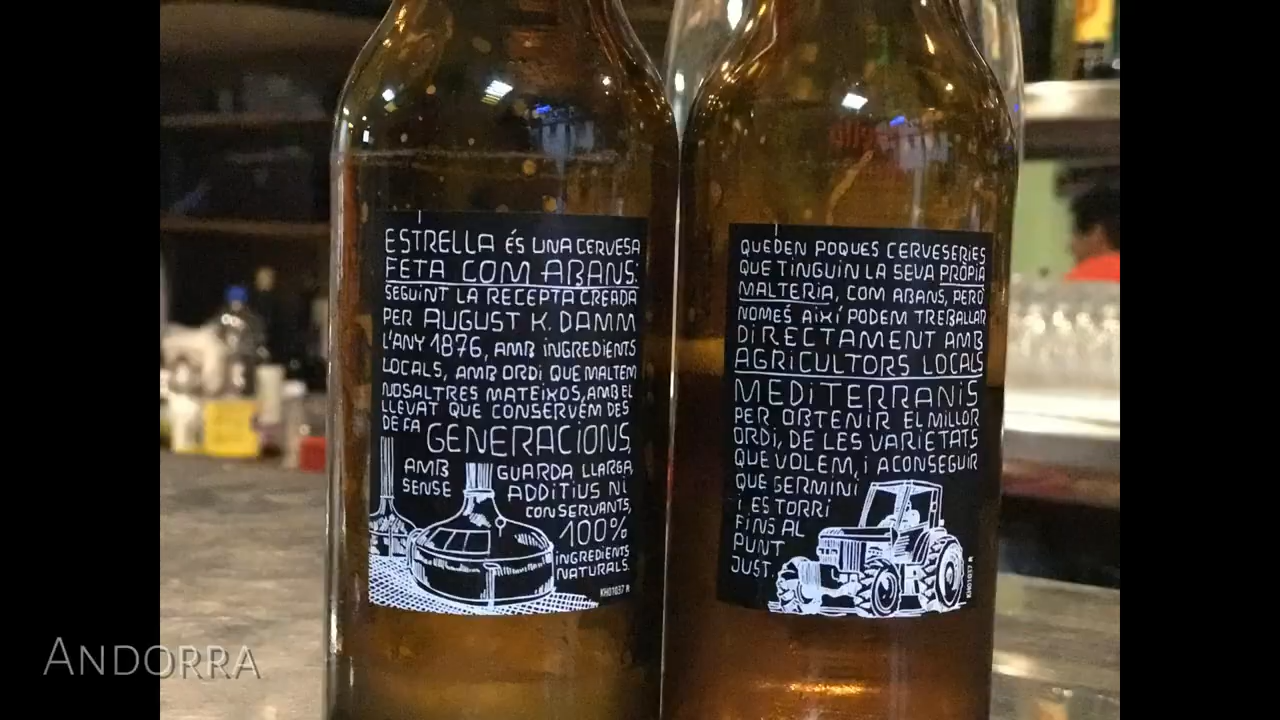 ESTRELLA ÉS UNA CERVESA
FETA COM ABANS:
SEGUINT LA RECEPTA CREADA
PER AUGUST K. DAMM
L'ANY 1876, AMB INGREDIENTS
LOCALS, AMB ORDI QUE MALTEM
NOSALTRES MATEIXOS, AMB EL
LLEVAT QUE CONSERVEM DES
DE FA GENERACIONS,
AMB GUARDA LLARGA,
SENSE ADDITIUS NI
CONSERVANTS,
100%
INGREDIENTS
NATURALS.
KH01037 A
QUEDEN POQUES CERVESERIES
QUE TINGUIN LA SEVA PRÒPIA
MALTERIA, COM ABANS, PERÒ
NOMÉS AIXÍ PODEM TREBALLAR
DIRECTAMENT AMB
AGRICULTORS LOCALS
MEDITERRANIS
PER OBTENIR EL MILLOR
ORDI, DE LES VARIETATS
QUE VOLEM, I ACONSEGUIR
QUE GERMINI
I ES TORRI
FINS AL
PUNT
JUST.
KH01037 A
ANDORRA